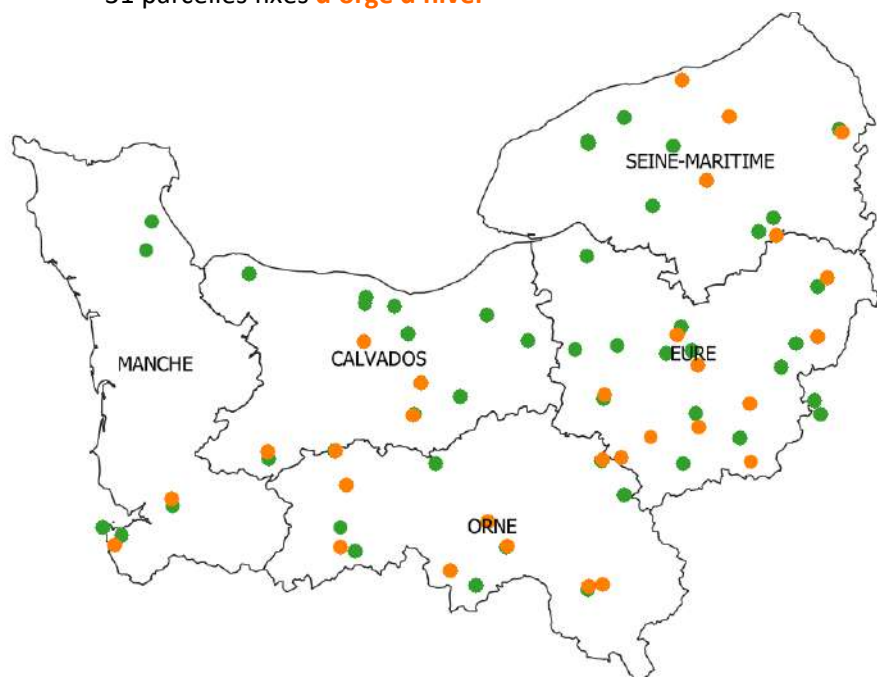 31 parcelles fixes d'orge d'hiver
SEINE-MARITIME
MANCHE
CALVADOS
EURE
ORNE